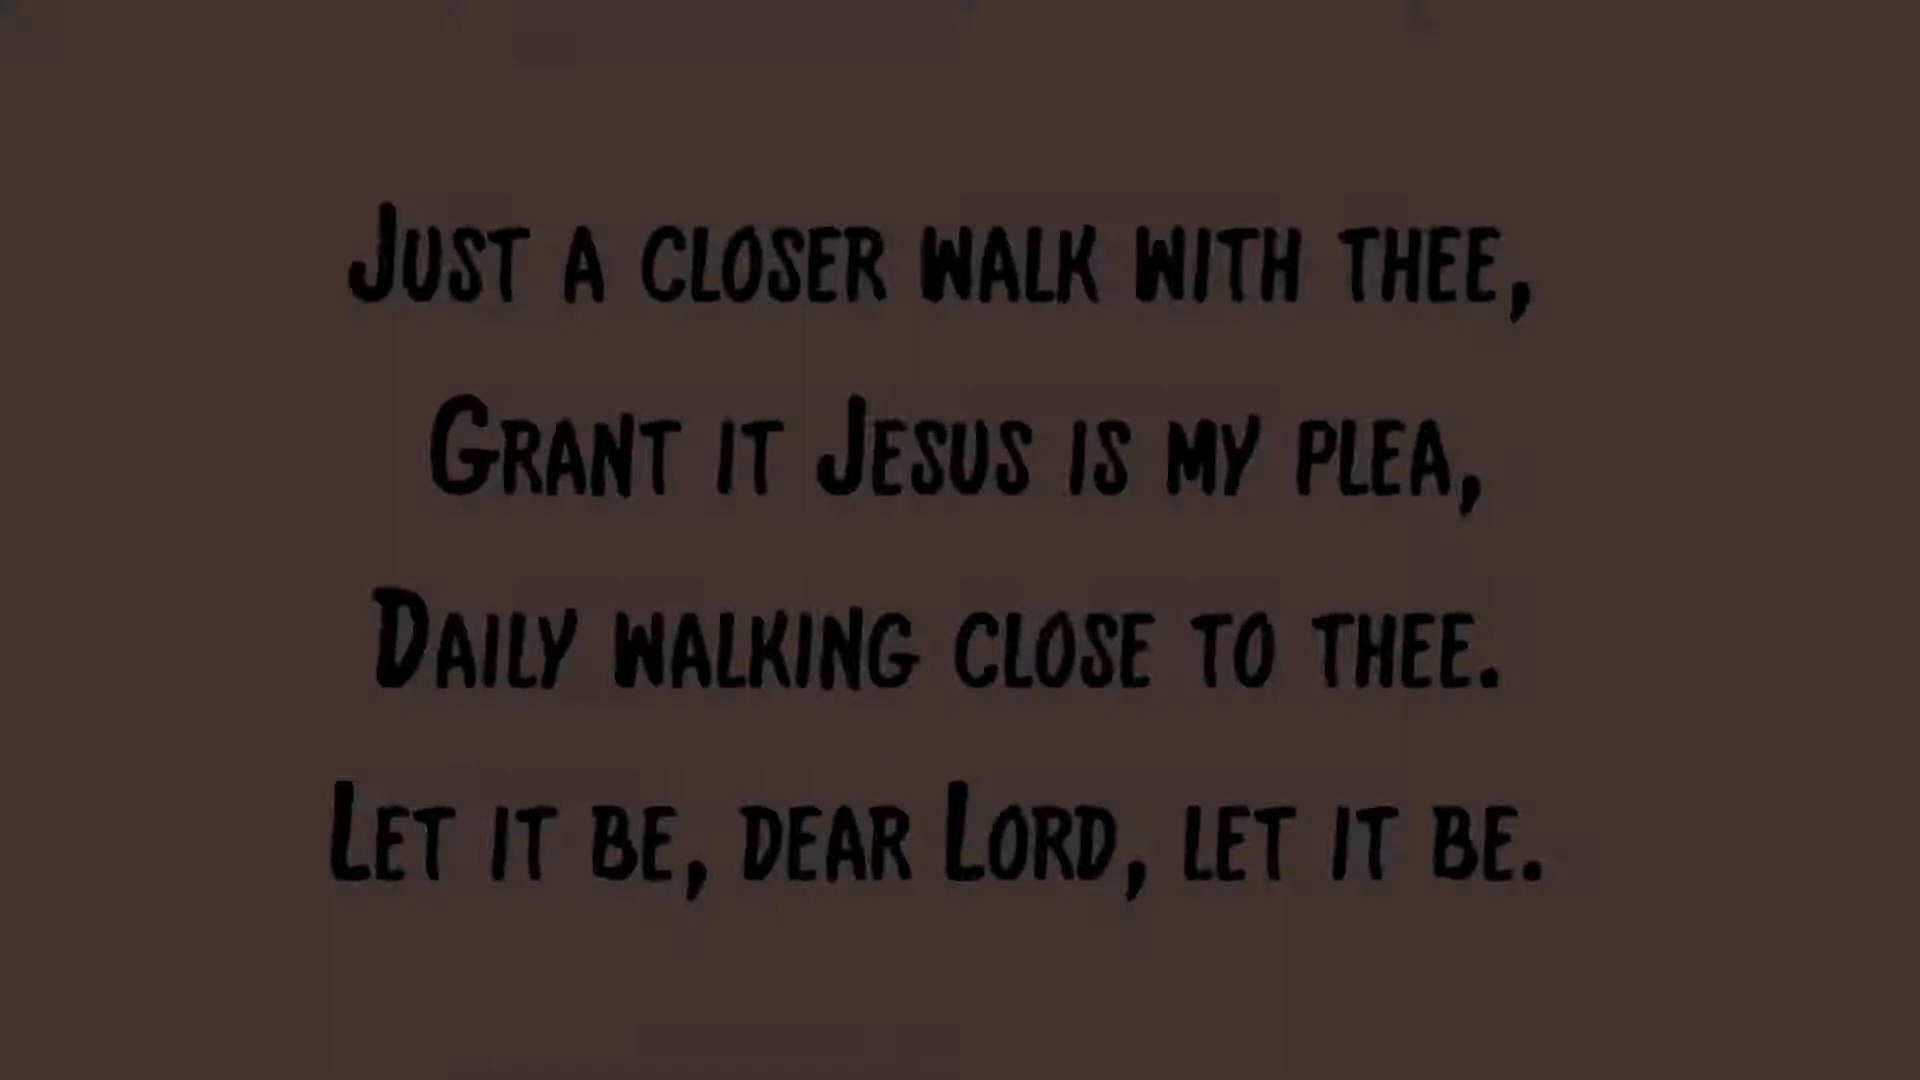 Just a closer walk with thee,
Grant it Jesus is my plea,
Daily walking close to thee.
Let it be, dear Lord, let it be.